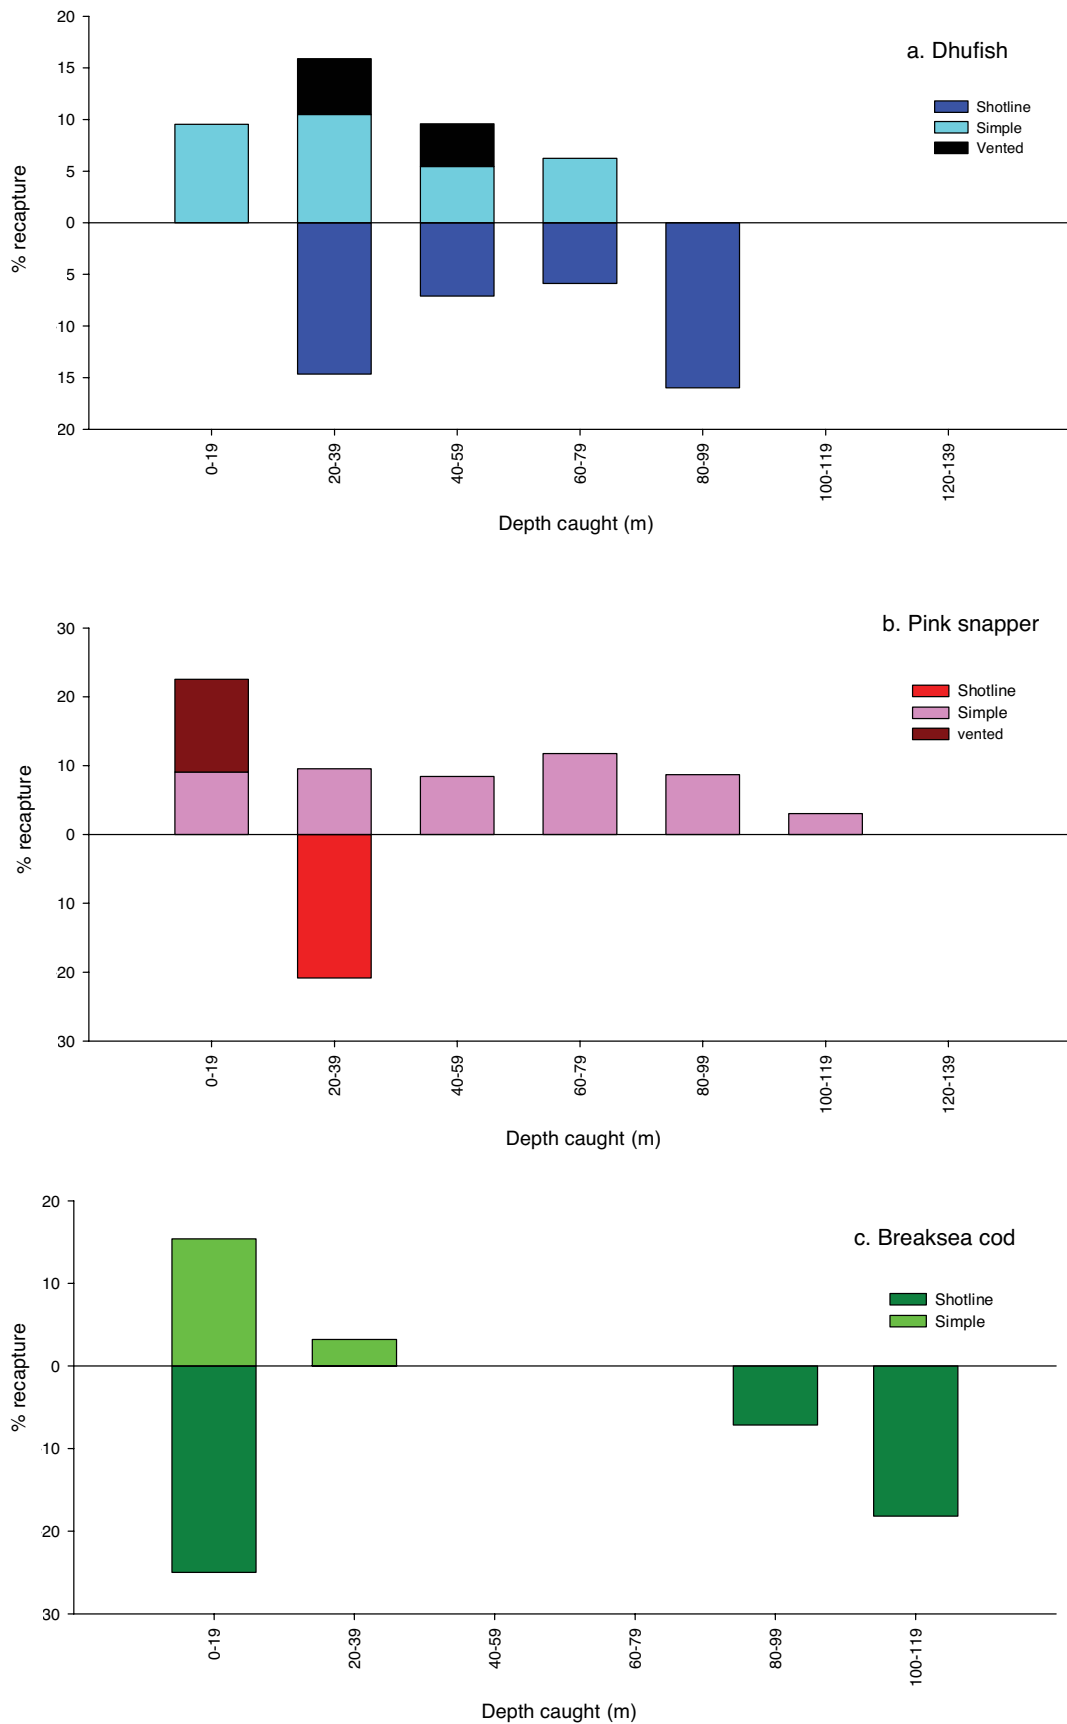 a. Dhufish
Shotline
Simple
Vented
% recapture
20
15
10
5
0
5
10
15
20
0-19
20-39
40-59
60-79
80-99
100-119
120-139
Depth caught (m)
b. Pink snapper
Shotline
Simple
vented
% recapture
30
20
10
0
10
20
30
0-19
20-39
40-59
60-79
80-99
100-119
120-139
Depth caught (m)
c. Breaksea cod
Shotline
Simple
% recapture
20
10
0
10
20
30
0-19
20-39
40-59
60-79
80-99
100-119
Depth caught (m)